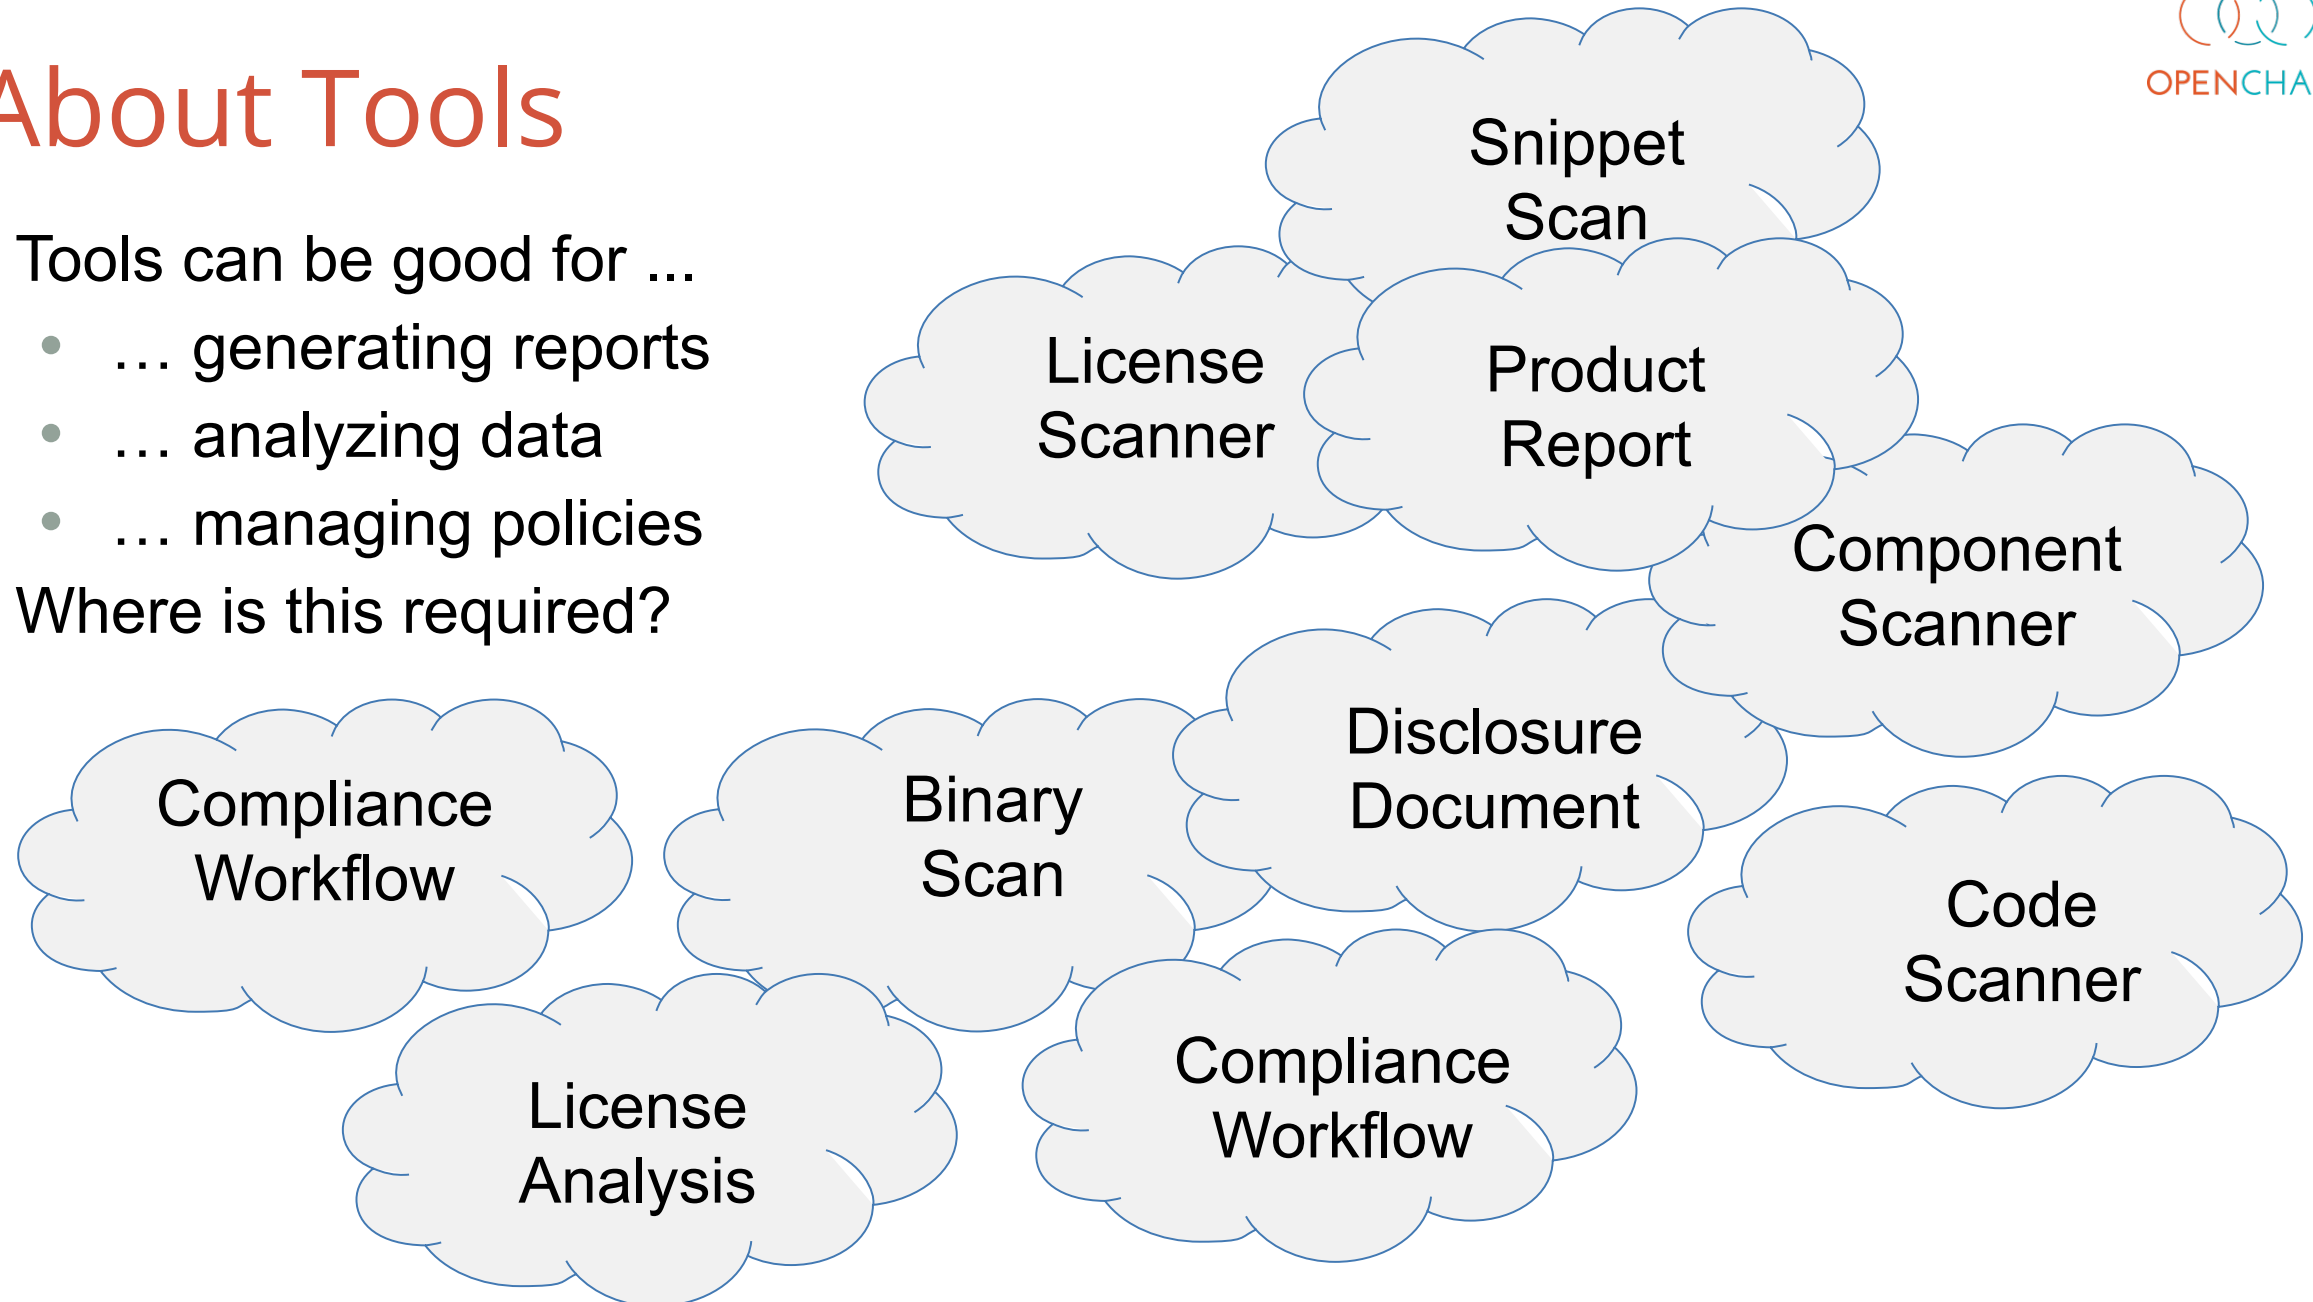 About Tools
OPENCHA
Tools can be good for ...
• … generating reports
• … analyzing data
• … managing policies
Where is this required?
Snippet
Scan
License
Scanner
Product
Report
Component
Scanner
Disclosure
Document
Compliance
Workflow
Binary
Scan
Code
Scanner
License
Analysis
Compliance
Workflow